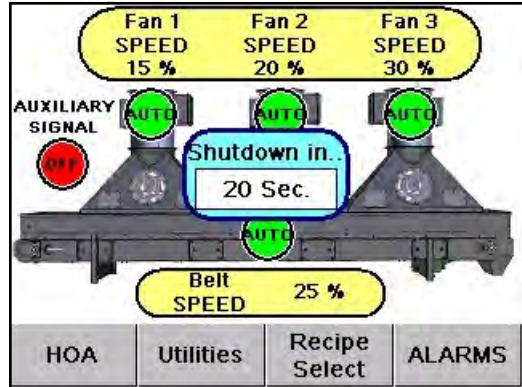 Fan 1 Fan 2 Fan 3
SPEED SPEED SPEED
15 % 20 % 30 %
AUXILIARY
SIGNAL
AUTO AUTO AUTO
OFF
Shutdown in..
20 Sec.
AUTO
Belt
SPEED 25 %
HOA Utilities Recipe
Select ALARMS